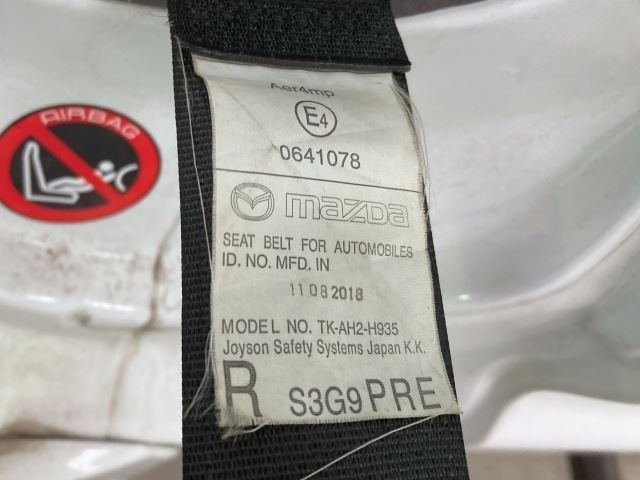 AIRBAG
Aer4mp
E4
0641078
mazda
SEAT BELT FOR AUTOMOBILES
ID. NO. MFD, IN
11 08 2018
MODEL NO. TK-AH2-H935
Joyson Safety Systems Japan K.K.
R S3G9 PRE